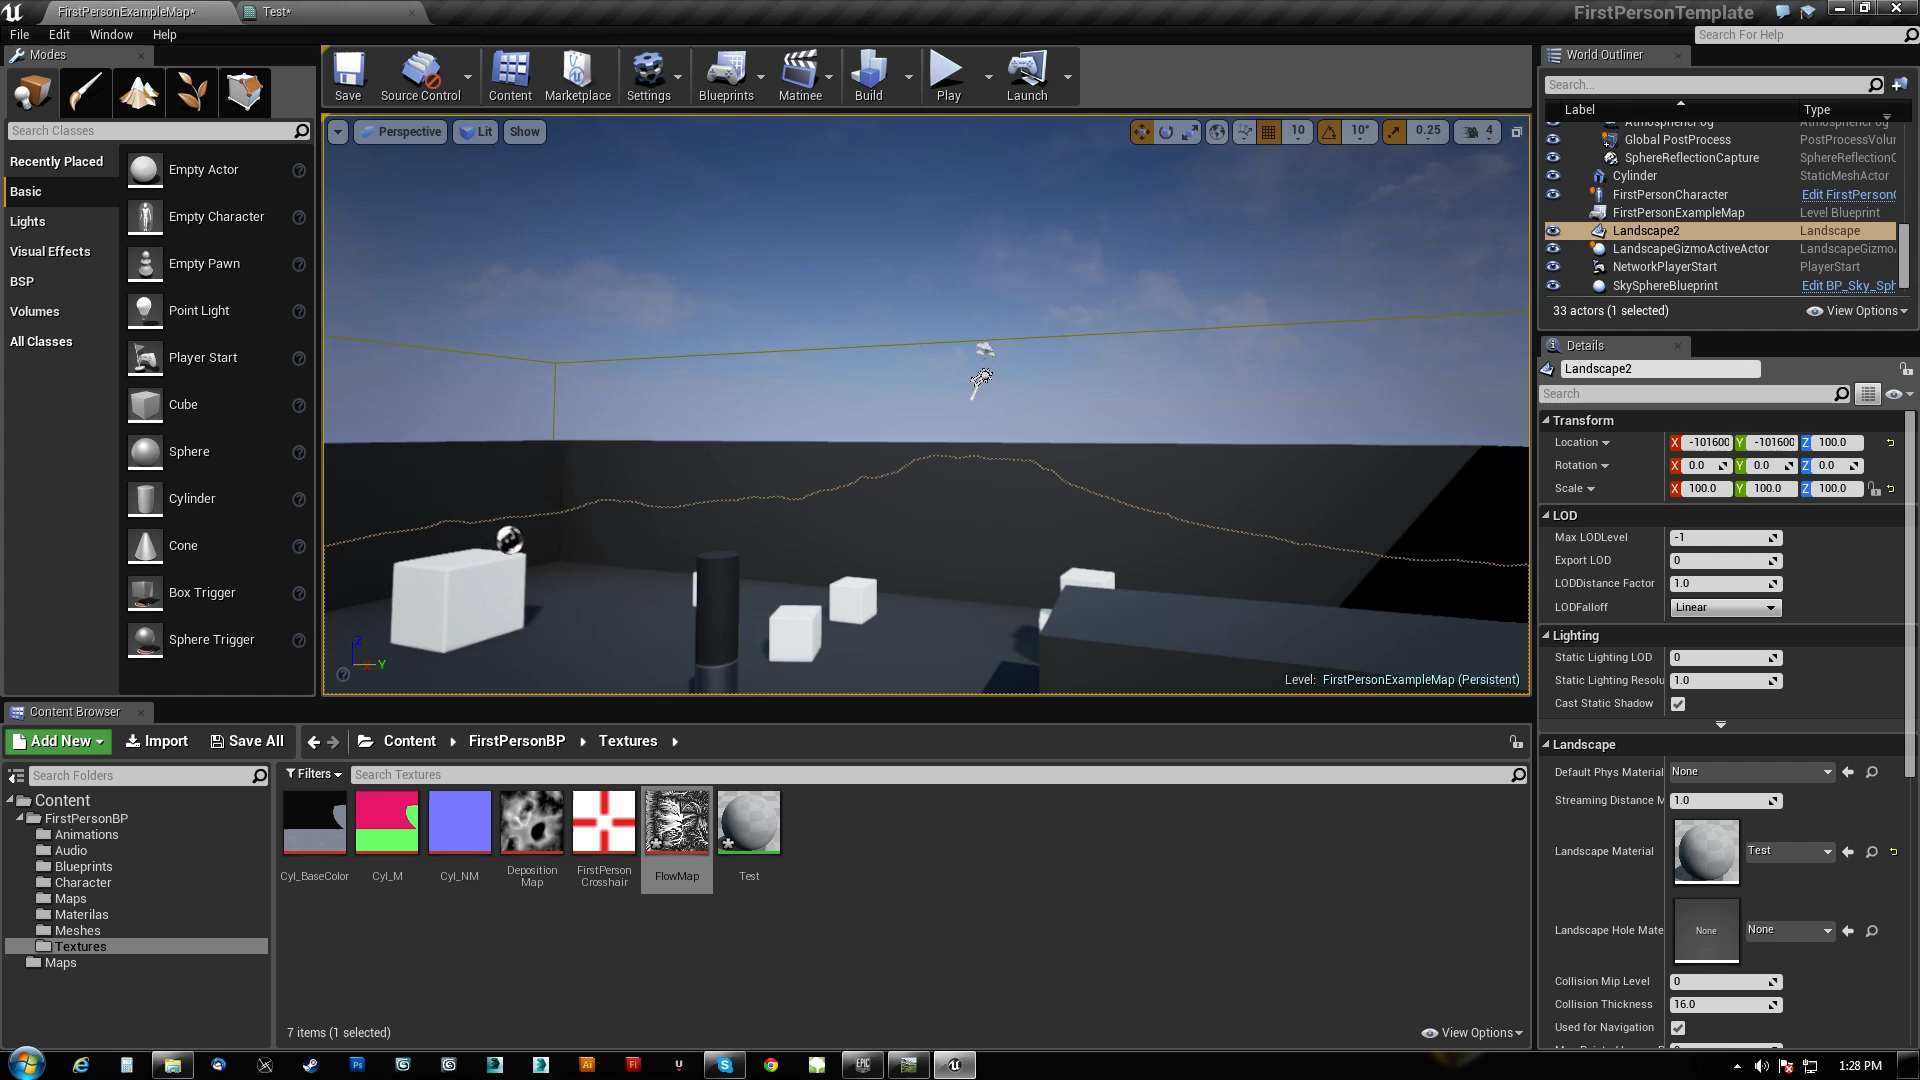 FirstPersonExampleMap*
Test*
FirstPersonTemplate
File Edit Window Help
Search For Help
Modes
Search Classes
Recently Placed
Basic
Lights
Visual Effects
BSP
Volumes
All Classes
Empty Actor
Empty Character
Empty Pawn
Point Light
Player Start
Cube
Sphere
Cylinder
Cone
Box Trigger
Sphere Trigger
Save
Source Control
Content
Marketplace
Settings
Blueprints
Matinee
Build
Play
Launch
Perspective
Lit
Show
10
10°
0.25
4
Z
X
Y
Level: FirstPersonExampleMap (Persistent)
World Outliner
Search...
Label Type
AtmosphericFog AtmosphericFog
Global PostProcess PostProcessVolu
SphereReflectionCapture SphereReflectionC
Cylinder StaticMeshActor
FirstPersonCharacter Edit FirstPerson
FirstPersonExampleMap Level Blueprint
Landscape2 Landscape
LandscapeGizmoActiveActor LandscapeGizmo
NetworkPlayerStart PlayerStart
SkySphereBlueprint Edit BP_Sky_Sph
33 actors (1 selected)
View Options
Details
Landscape2
Search
Transform
Location X -101600 Y -101600 Z 100.0
Rotation X 0.0 Y 0.0 Z 0.0
Scale X 100.0 Y 100.0 Z 100.0
LOD
Max LODLevel -1
Export LOD 0
LODDistance Factor 1.0
LODFalloff Linear
Lighting
Static Lighting LOD 0
Static Lighting Resolu 1.0
Cast Static Shadow
Landscape
Default Phys Material None
Streaming Distance M 1.0
Landscape Material Test
Landscape Hole Mate None None
Collision Mip Level 0
Collision Thickness 16.0
Used for Navigation
Content Browser
Add New
Import
Save All
Content FirstPersonBP Textures
Search Folders
Filters
Search Textures
Content
FirstPersonBP
Animations
Audio
Blueprints
Character
Maps
Materilas
Meshes
Textures
Maps
Cyl_BaseColor
Cyl_M
Cyl_NM
Deposition
Map
FirstPerson
Crosshair
FlowMap
Test
7 items (1 selected)
View Options
Ps
Ai
Fl
S
EPIC
1:28 PM